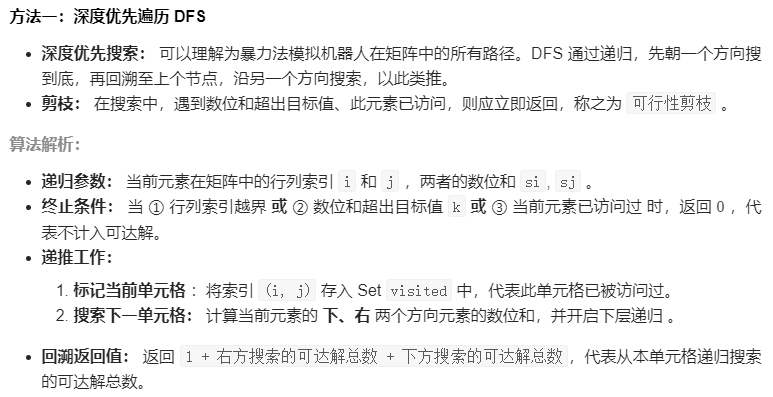 方法一：深度优先遍历 DFS
• 深度优先搜索： 可以理解为暴力法模拟机器人在矩阵中的所有路径。DFS 通过递归，先朝一个方向搜
到底，再回溯至上个节点，沿另一个方向搜索，以此类推。
• 剪枝： 在搜索中，遇到数位和超出目标值、此元素已访问，则应立即返回，称之为 可行性剪枝 。
算法解析：
• 递归参数： 当前元素在矩阵中的行列索引 i 和 j ，两者的数位和 si, sj 。
• 终止条件： 当 ① 行列索引越界 或 ② 数位和超出目标值 k 或 ③ 当前元素已访问过 时，返回 0 ，代
表不计入可达解。
• 递推工作：
1. 标记当前单元格 ：将索引 (i, j) 存入 Set visited 中，代表此单元格已被访问过。
2. 搜索下一单元格： 计算当前元素的 下、右 两个方向元素的数位和，并开启下层递归 。
• 回溯返回值： 返回 1 + 右方搜索的可达解总数 + 下方搜索的可达解总数，代表从本单元格递归搜索
的可达解总数。